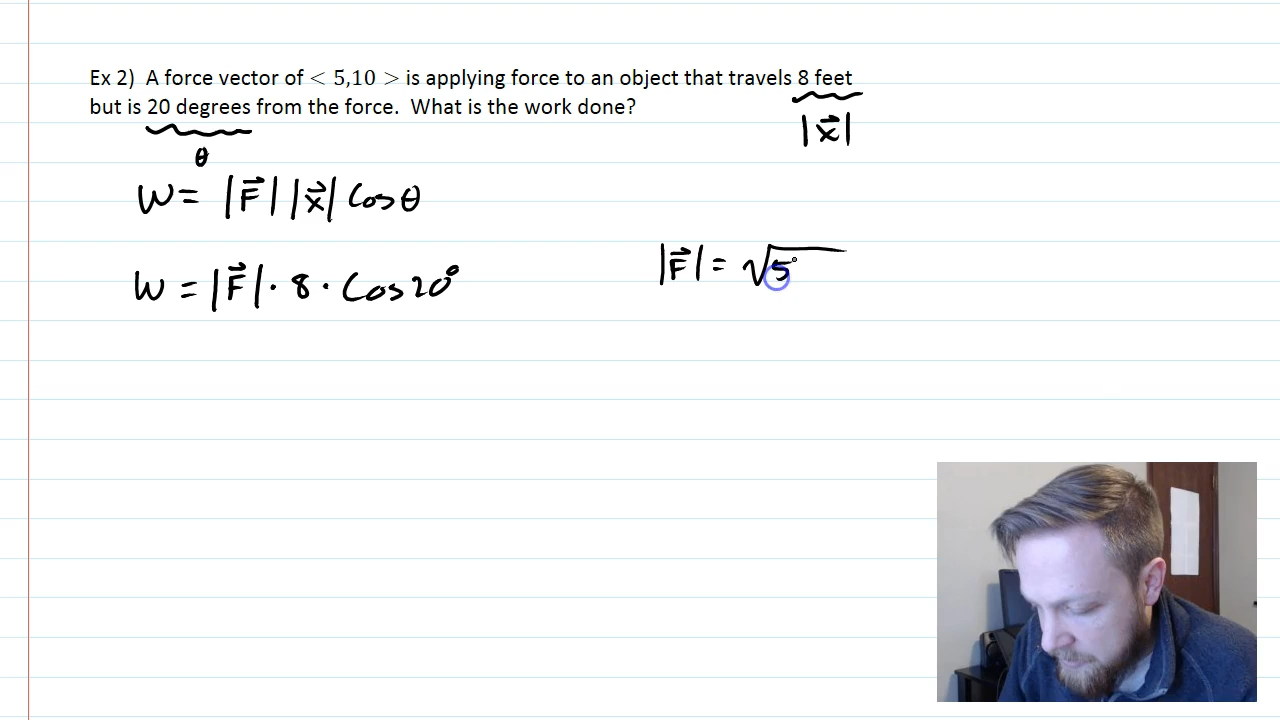 Ex 2) A force vector of < 5,10 > is applying force to an object that travels 8 feet
but is 20 degrees from the force. What is the work done?
|x⃗|
θ
W = |F⃗| |x⃗| Cos θ
W = |F⃗| · 8 · Cos 20°
|F⃗| = √5